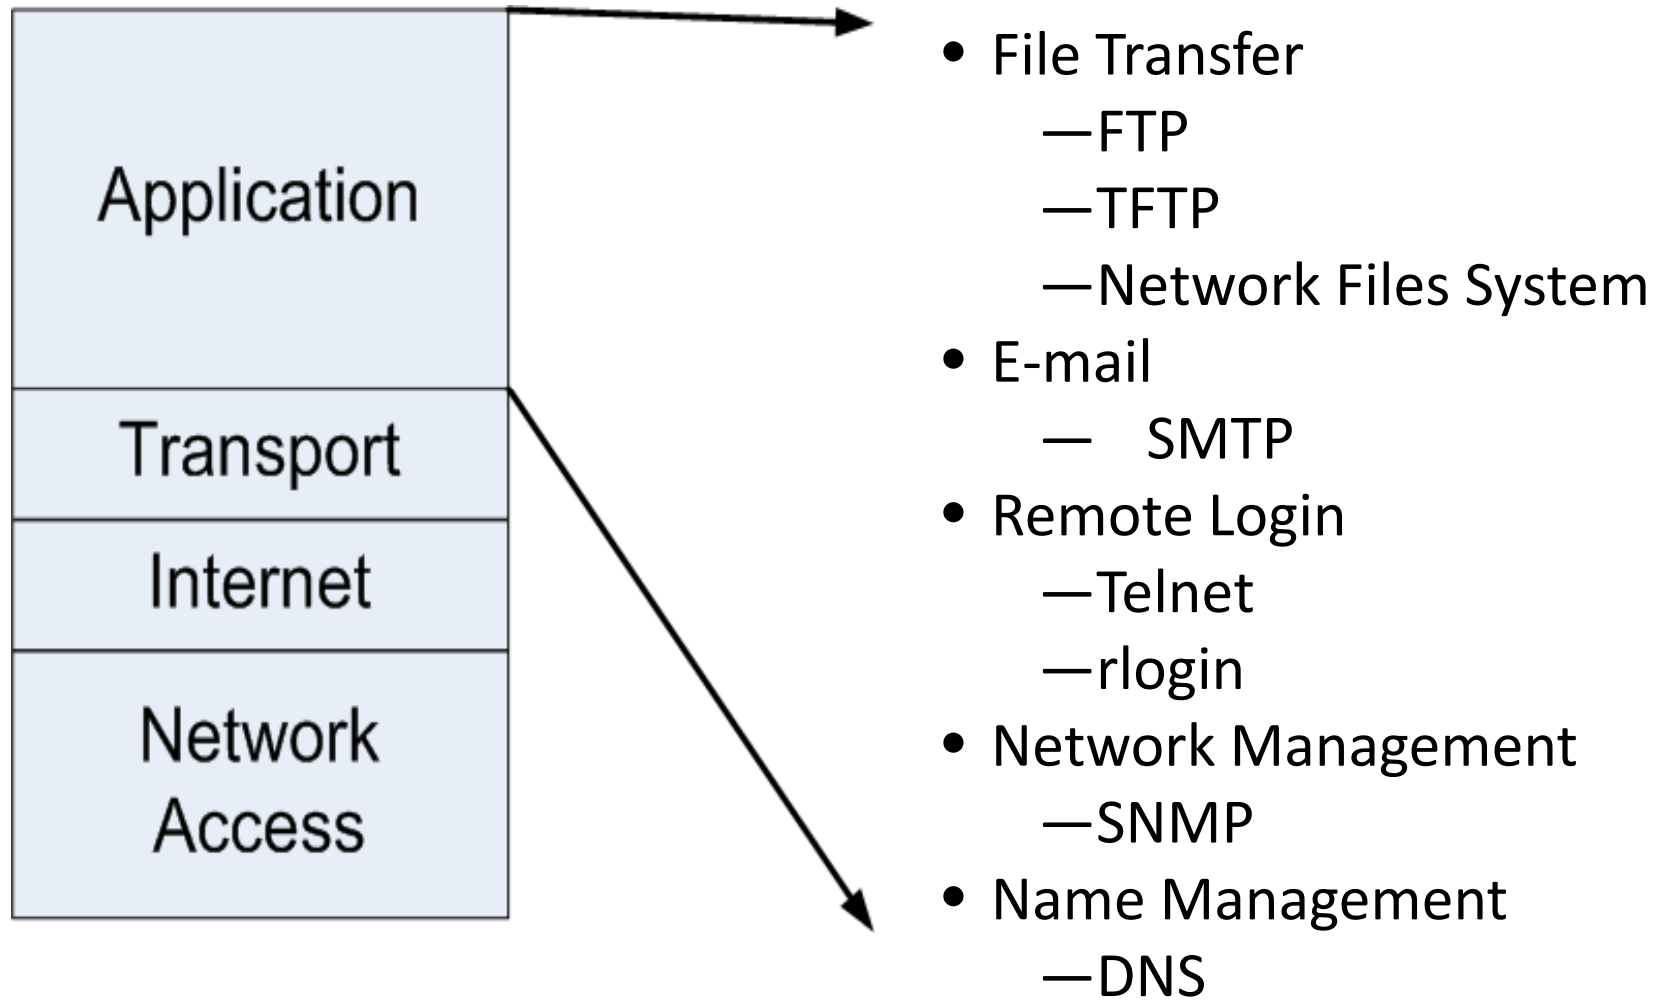 Application
Transport
Internet
Network
Access
• File Transfer
—FTP
—TFTP
—Network Files System
• E-mail
— SMTP
• Remote Login
—Telnet
—rlogin
• Network Management
—SNMP
• Name Management
—DNS